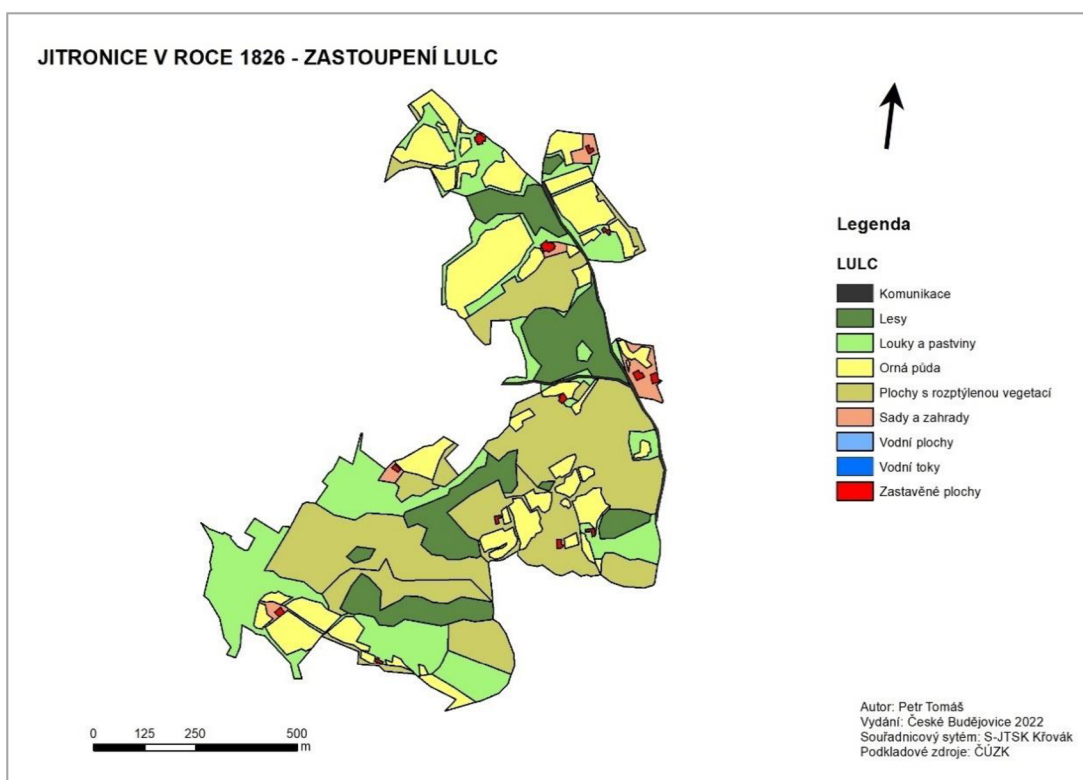 JITRONICE V ROCE 1826 - ZASTOUPENÍ LULC
Legenda
LULC
Komunikace
Lesy
Louky a pastviny
Orná půda
Plochy s rozptýlenou vegetací
Sady a zahrady
Vodní plochy
Vodní toky
Zastavěné plochy
0 125 250 500
m
Autor: Petr Tomáš
Vydání: České Budějovice 2022
Souřadnicový sytém: S-JTSK Křovák
Podkladové zdroje: ČÚZK